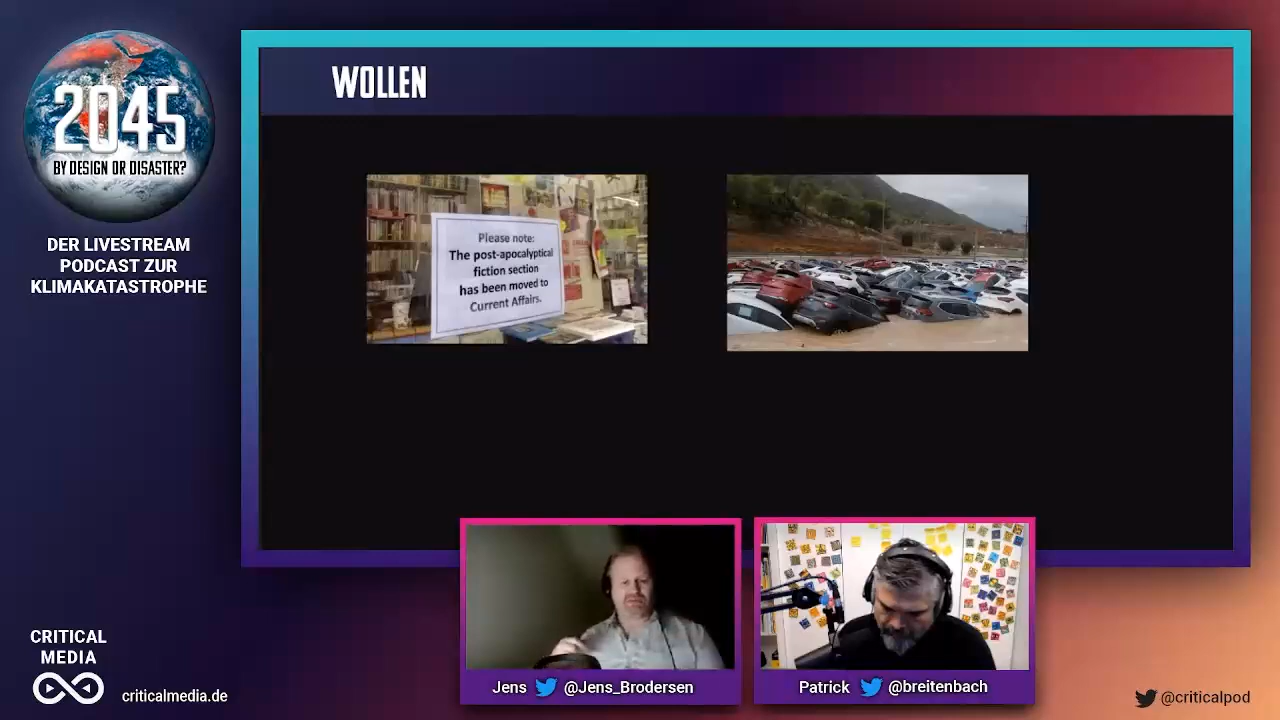 2045
BY DESIGN OR DISASTER?
DER LIVESTREAM
PODCAST ZUR
KLIMAKATASTROPHE
WOLLEN
Please note:
The post-apocalyptical
fiction section
has been moved to
Current Affairs.
Jens @Jens_Brodersen
Patrick @breitenbach
CRITICAL
MEDIA
criticalmedia.de
@criticalpod